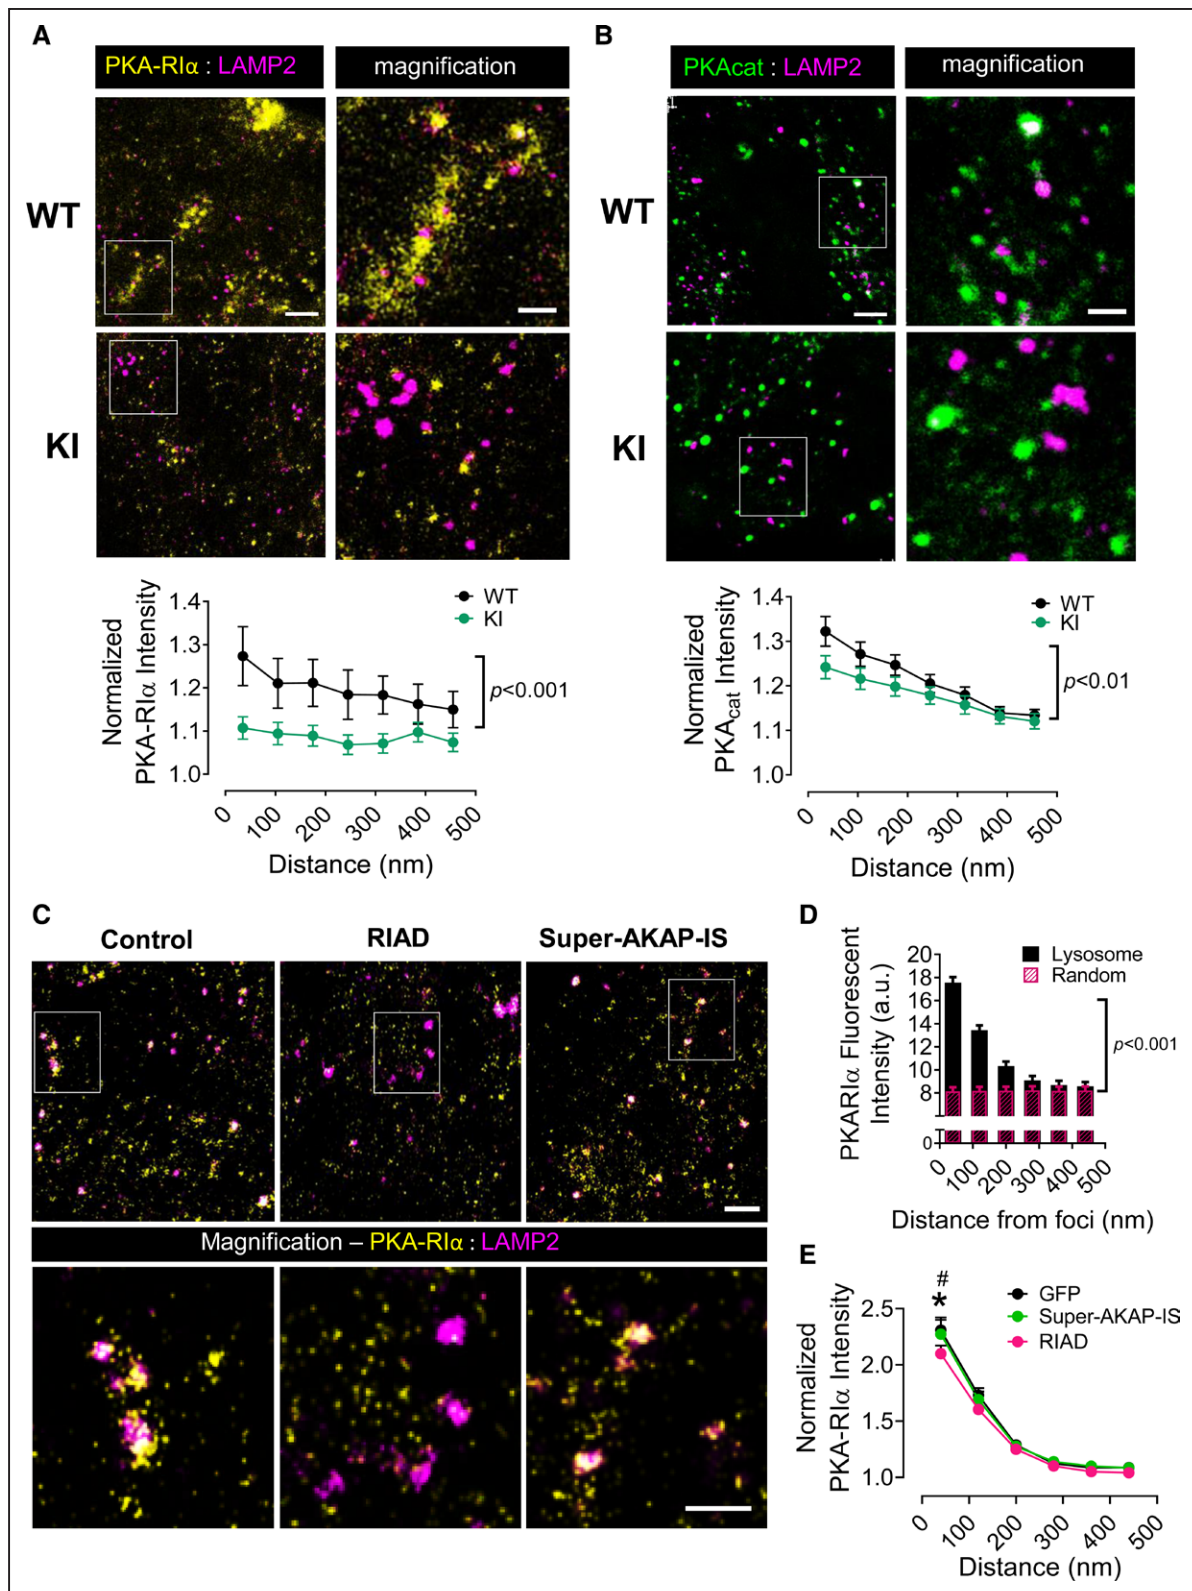 A
PKA-RIα : LAMP2
magnification
WT
KI
Normalized
PKA-RIα Intensity
1.4
1.3
1.2
1.1
1.0
WT
KI
p<0.001
0
100
200
300
400
500
Distance (nm)
B
PKAcat : LAMP2
magnification
WT
KI
Normalized
PKAcat Intensity
1.4
1.3
1.2
1.1
1.0
WT
KI
p<0.01
0
100
200
300
400
500
Distance (nm)
C
Control
RIAD
Super-AKAP-IS
Magnification – PKA-RIα : LAMP2
D
PKARIα Fluorescent
Intensity (a.u.)
20
18
16
14
12
10
8
0
Lysosome
Random
p<0.001
0
100
200
300
400
500
Distance from foci (nm)
E
Normalized
PKA-RIα Intensity
2.5
2.0
1.5
1.0
#
*
GFP
Super-AKAP-IS
RIAD
0
100
200
300
400
500
Distance (nm)